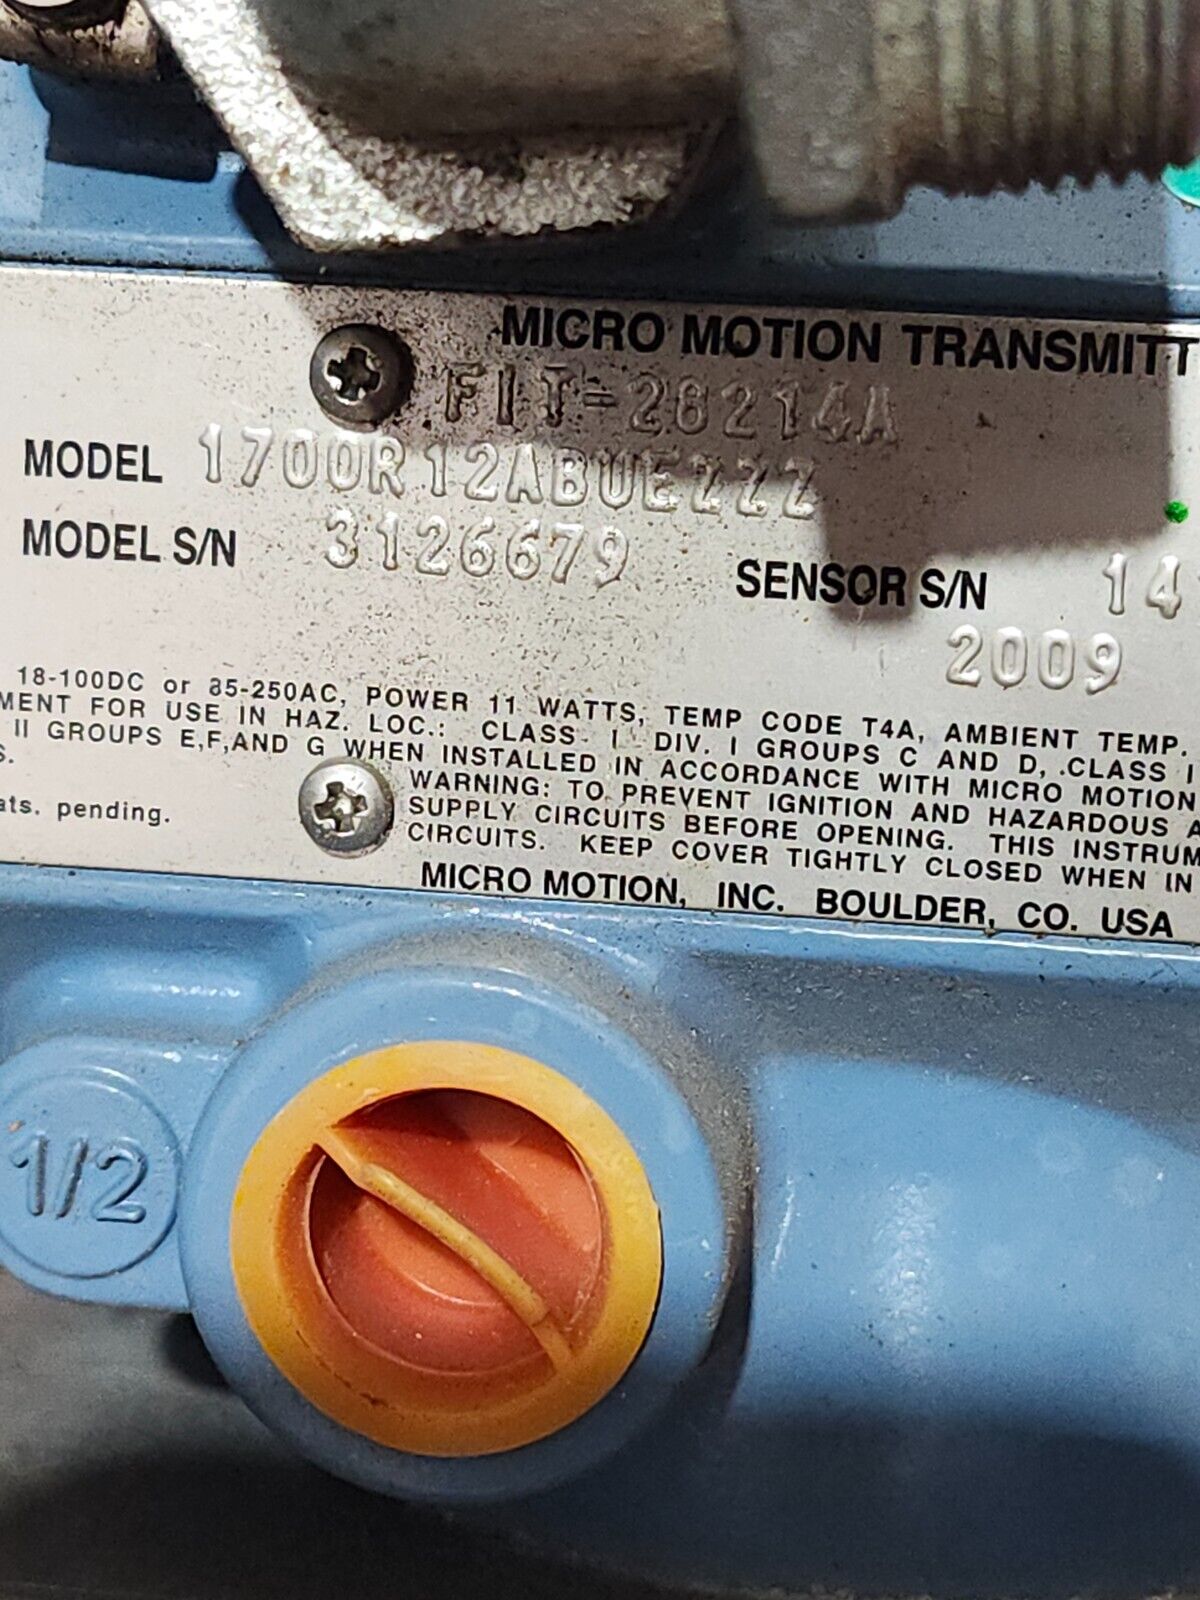 MICRO MOTION TRANSMITT
FIT-28214A
MODEL 1700R12ABUEZZZ
MODEL S/N 3126679 SENSOR S/N 14
2009
18-100DC or 85-250AC, POWER 11 WATTS, TEMP CODE T4A, AMBIENT TEMP.
MENT FOR USE IN HAZ. LOC.: CLASS I DIV. I GROUPS C AND D, CLASS I
II GROUPS E,F,AND G WHEN INSTALLED IN ACCORDANCE WITH MICRO MOTION
S.
WARNING: TO PREVENT IGNITION AND HAZARDOUS A
ats. pending.
SUPPLY CIRCUITS BEFORE OPENING. THIS INSTRUM
CIRCUITS. KEEP COVER TIGHTLY CLOSED WHEN IN
MICRO MOTION, INC. BOULDER, CO. USA
1/2